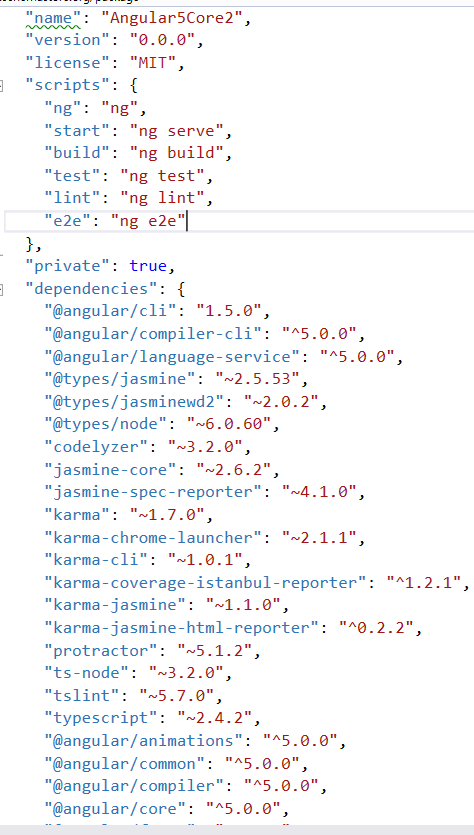 "name": "Angular5Core2",
"version": "0.0.0",
"license": "MIT",
"scripts": {
"ng": "ng",
"start": "ng serve",
"build": "ng build",
"test": "ng test",
"lint": "ng lint",
"e2e": "ng e2e"
},
"private": true,
"dependencies": {
"@angular/cli": "1.5.0",
"@angular/compiler-cli": "^5.0.0",
"@angular/language-service": "^5.0.0",
"@types/jasmine": "~2.5.53",
"@types/jasminewd2": "~2.0.2",
"@types/node": "~6.0.60",
"codelyzer": "~3.2.0",
"jasmine-core": "~2.6.2",
"jasmine-spec-reporter": "~4.1.0",
"karma": "~1.7.0",
"karma-chrome-launcher": "~2.1.1",
"karma-cli": "~1.0.1",
"karma-coverage-istanbul-reporter": "^1.2.1",
"karma-jasmine": "~1.1.0",
"karma-jasmine-html-reporter": "^0.2.2",
"protractor": "~5.1.2",
"ts-node": "~3.2.0",
"tslint": "~5.7.0",
"typescript": "~2.4.2",
"@angular/animations": "^5.0.0",
"@angular/common": "^5.0.0",
"@angular/compiler": "^5.0.0",
"@angular/core": "^5.0.0",